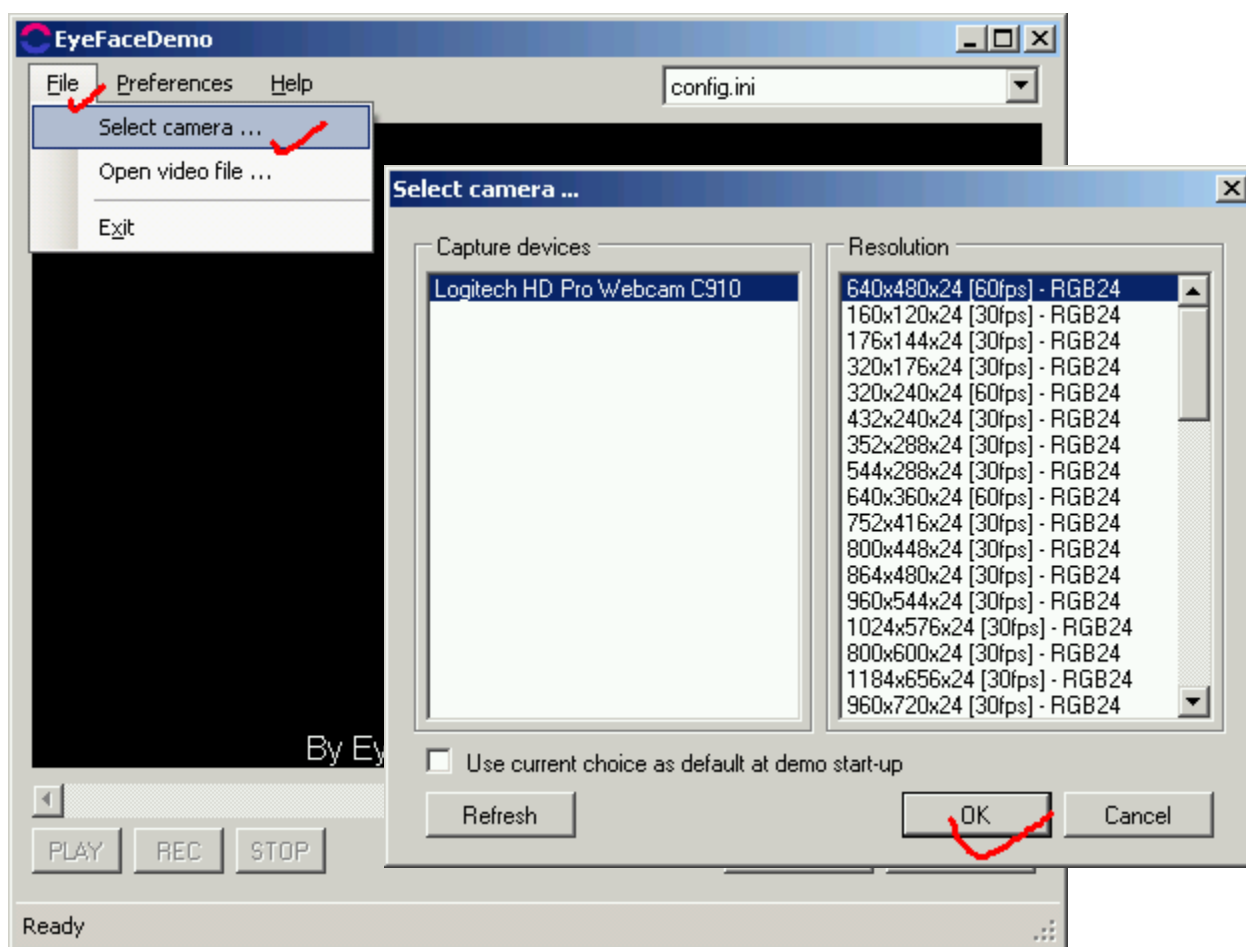 EyeFaceDemo
File Preferences Help
config.ini
Select camera ...
Open video file ...
Exit
Select camera ...
Capture devices
Logitech HD Pro Webcam C910
Resolution
640x480x24 [60fps] - RGB24
160x120x24 [30fps] - RGB24
176x144x24 [30fps] - RGB24
320x176x24 [30fps] - RGB24
320x240x24 [60fps] - RGB24
432x240x24 [30fps] - RGB24
352x288x24 [30fps] - RGB24
544x288x24 [30fps] - RGB24
640x360x24 [60fps] - RGB24
752x416x24 [30fps] - RGB24
800x448x24 [30fps] - RGB24
864x480x24 [30fps] - RGB24
960x544x24 [30fps] - RGB24
1024x576x24 [30fps] - RGB24
800x600x24 [30fps] - RGB24
1184x656x24 [30fps] - RGB24
960x720x24 [30fps] - RGB24
By Ey
Use current choice as default at demo start-up
Refresh
OK
Cancel
PLAY REC STOP
Ready